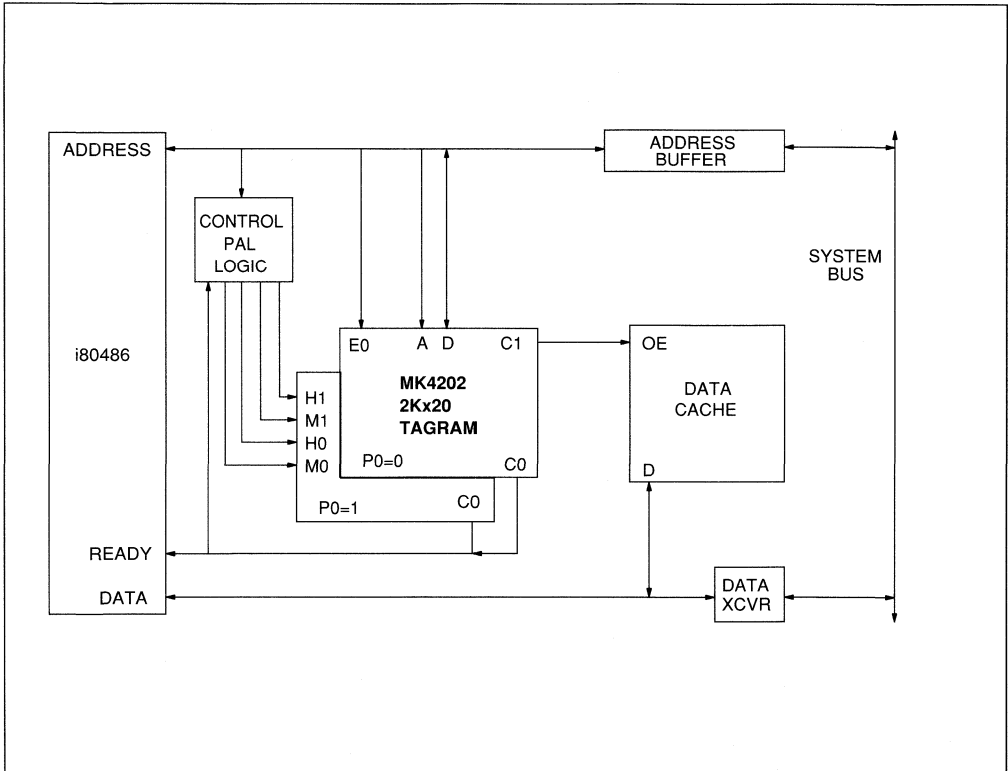 ADDRESS
ADDRESS
BUFFER
CONTROL
PAL
LOGIC
SYSTEM
BUS
i80486
E0 A D C1
OE
H1
MK4202
DATA
M1
2Kx20
CACHE
H0
TAGRAM
M0
P0=0
C0
D
P0=1
C0
READY
DATA
DATA
XCVR